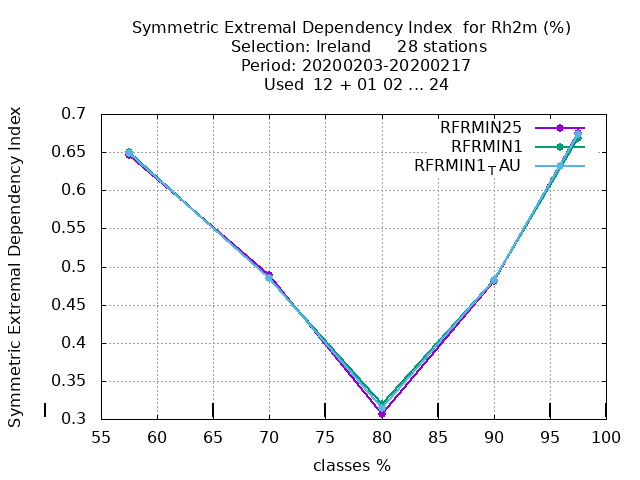 Symmetric Extremal Dependency Index for Rh2m (%)
Selection: Ireland 28 stations
Period: 20200203-20200217
Used 12 + 01 02 ... 24
Symmetric Extremal Dependency Index
0.7
0.65
0.6
0.55
0.5
0.45
0.4
0.35
0.3
RFRMIN25
RFRMIN1
RFRMIN1TAU
55 60 65 70 75 80 85 90 95 100
classes %